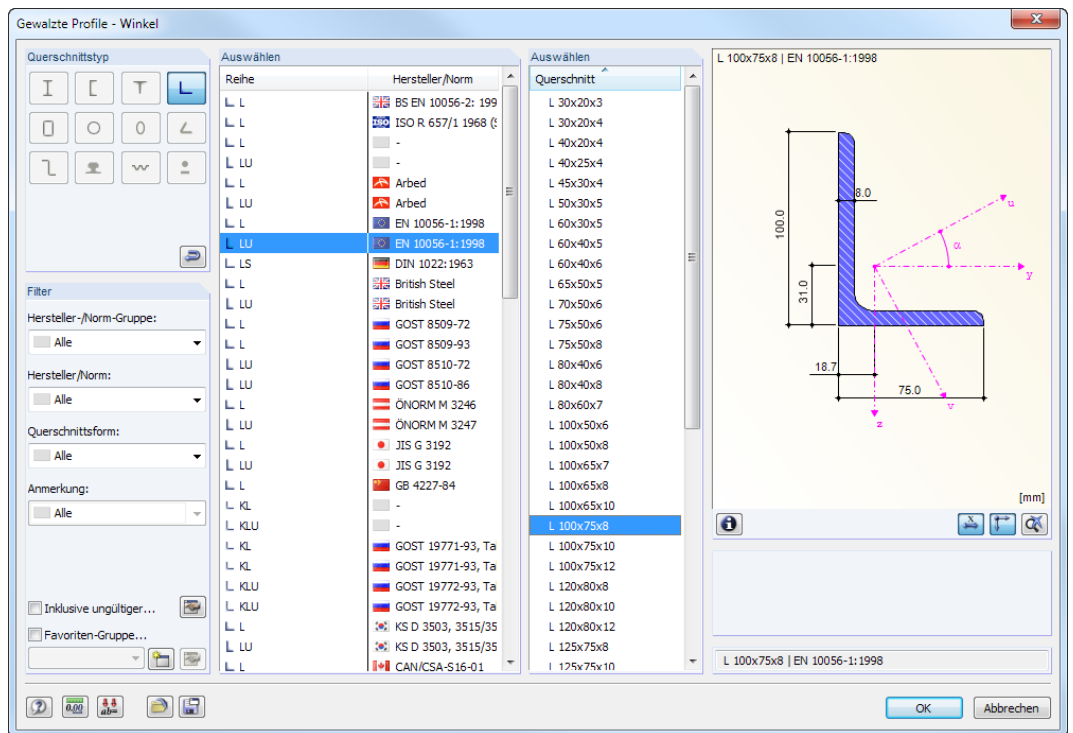 Gewalzte Profile - Winkel
Querschnittstyp
Filter
Hersteller-/Norm-Gruppe:
Alle
Hersteller/Norm:
Alle
Querschnittsform:
Alle
Anmerkung:
Alle
Inklusive ungültiger...
Favoriten-Gruppe...
Auswählen
Reihe Hersteller/Norm
L BS EN 10056-2: 199
L ISO R 657/1 1968 (
L -
LU -
L Arbed
LU Arbed
L EN 10056-1:1998
LU EN 10056-1:1998
LS DIN 1022:1963
L British Steel
LU British Steel
L GOST 8509-72
L GOST 8509-93
LU GOST 8510-72
LU GOST 8510-86
L ÖNORM M 3246
LU ÖNORM M 3247
L JIS G 3192
LU JIS G 3192
L GB 4227-84
KL -
KLU -
KL GOST 19771-93, Ta
KL GOST 19771-93, Ta
KLU GOST 19772-93, Ta
KLU GOST 19772-93, Ta
L KS D 3503, 3515/35
LU KS D 3503, 3515/35
L CAN/CSA-S16-01
Auswählen
Querschnitt
L 30x20x3
L 30x20x4
L 40x20x4
L 40x25x4
L 45x30x4
L 50x30x5
L 60x30x5
L 60x40x5
L 60x40x6
L 65x50x5
L 70x50x6
L 75x50x6
L 75x50x8
L 80x40x6
L 80x40x8
L 80x60x7
L 100x50x6
L 100x50x8
L 100x65x7
L 100x65x8
L 100x65x10
L 100x75x8
L 100x75x10
L 100x75x12
L 120x80x8
L 120x80x10
L 120x80x12
L 125x75x8
L 125x75x10
L 100x75x8 | EN 10056-1:1998
8.0
u
100.0
α
y
31.0
18.7
75.0
v
z
[mm]
L 100x75x8 | EN 10056-1:1998
0,00
ab=
OK
Abbrechen